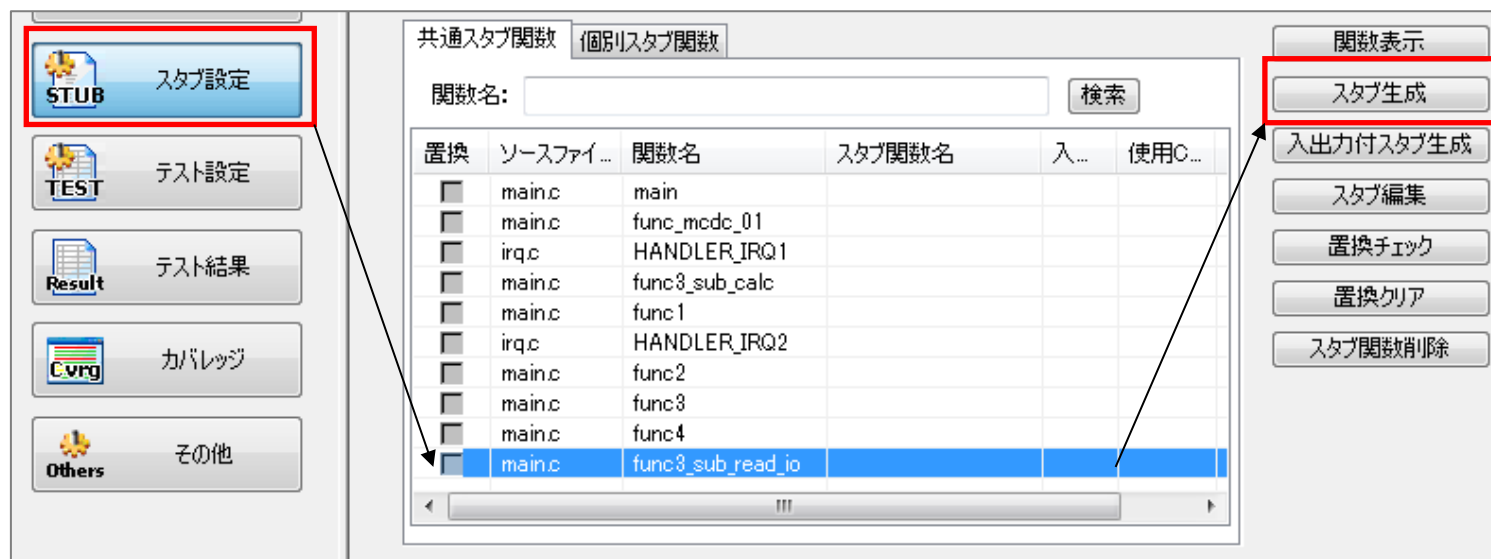 STUB スタブ設定
TEST テスト設定
Result テスト結果
Cvrg カバレッジ
Others その他
共通スタブ関数 個別スタブ関数
関数名: 検索
置換 ソースファイ... 関数名 スタブ関数名 入... 使用C...
main.c main
main.c func_mcdc_01
irq.c HANDLER_IRQ1
main.c func3_sub_calc
main.c func1
irq.c HANDLER_IRQ2
main.c func2
main.c func3
main.c func4
main.c func3_sub_read_io
関数表示
スタブ生成
入出力付スタブ生成
スタブ編集
置換チェック
置換クリア
スタブ関数削除